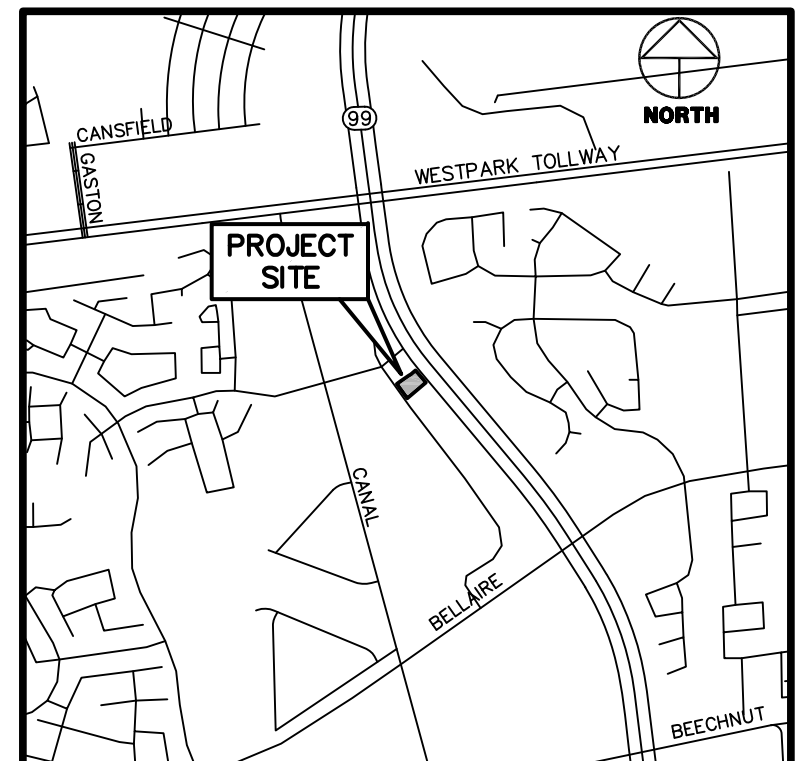 NORTH
99
CANSFIELD
GASTON
WESTPARK TOLLWAY
PROJECT
SITE
CANAL
BELLAIRE
BEECHNUT